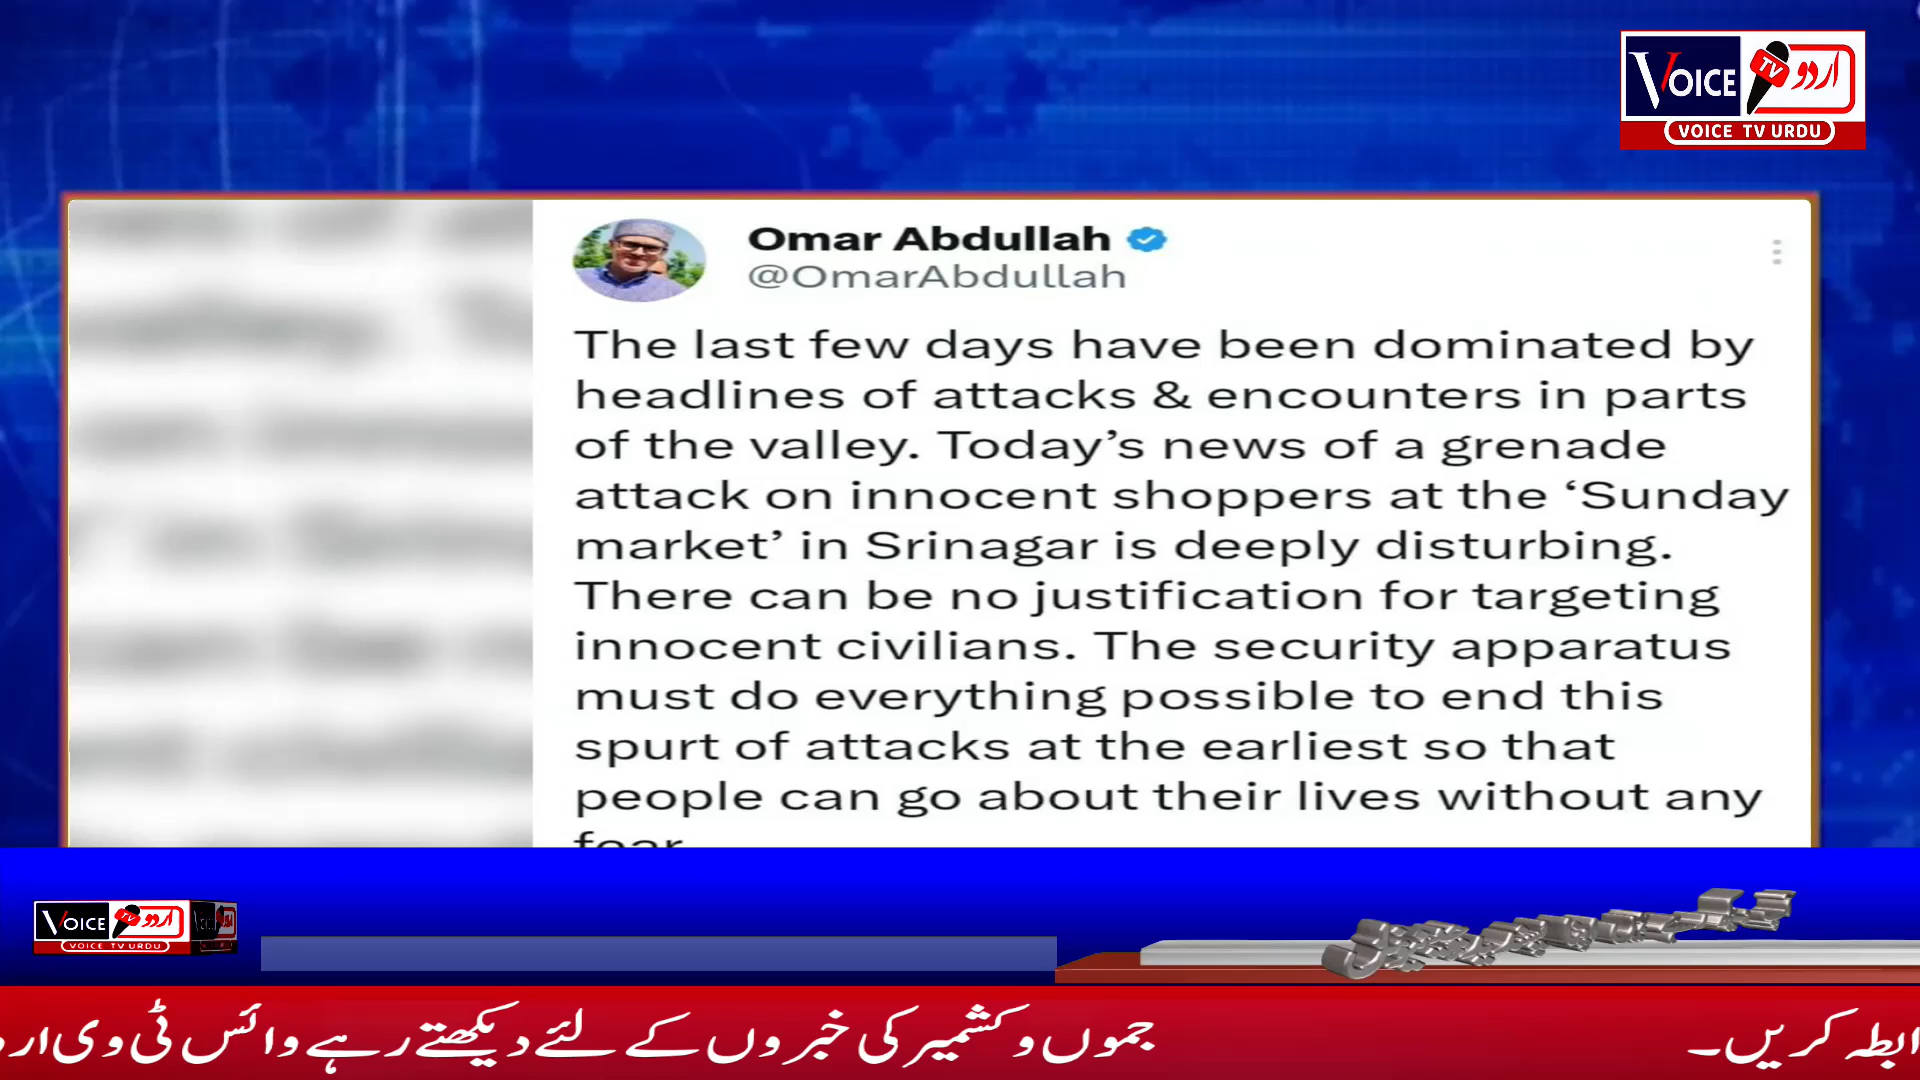 VOICE TV اردو
VOICE TV URDU
Omar Abdullah
@OmarAbdullah
The last few days have been dominated by
headlines of attacks & encounters in parts
of the valley. Today’s news of a grenade
attack on innocent shoppers at the ‘Sunday
market’ in Srinagar is deeply disturbing.
There can be no justification for targeting
innocent civilians. The security apparatus
must do everything possible to end this
spurt of attacks at the earliest so that
people can go about their lives without any
fear
VOICE TV اردو
VOICE TV URDU
ابطہ کریں۔ جموں و کشمیر کی خبروں کے لئے دیکھتے رہے وائس ٹی وی ار